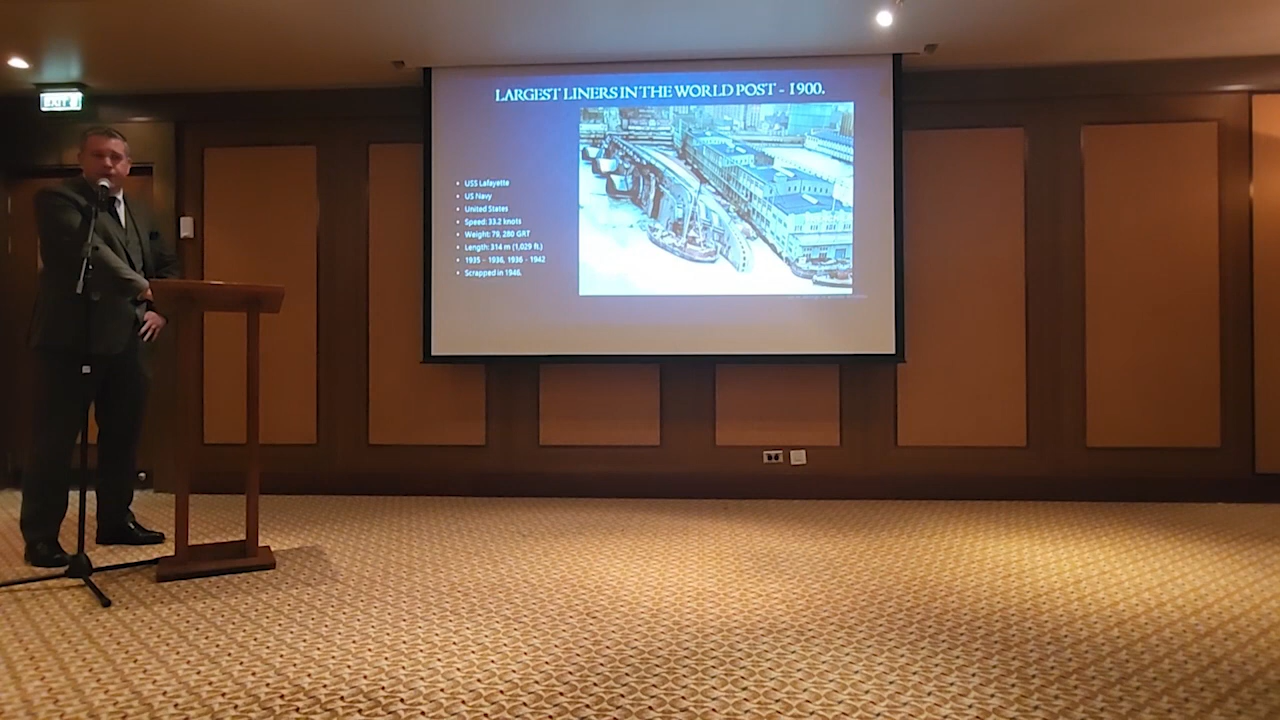 EXIT
LARGEST LINERS IN THE WORLD POST - 1900.
• USS Lafayette
• US Navy
• United States
• Speed: 33.2 knots
• Weight: 79, 280 GRT
• Length: 314 m (1,029 ft.)
• 1935 - 1936, 1936 - 1942
• Scrapped in 1946.